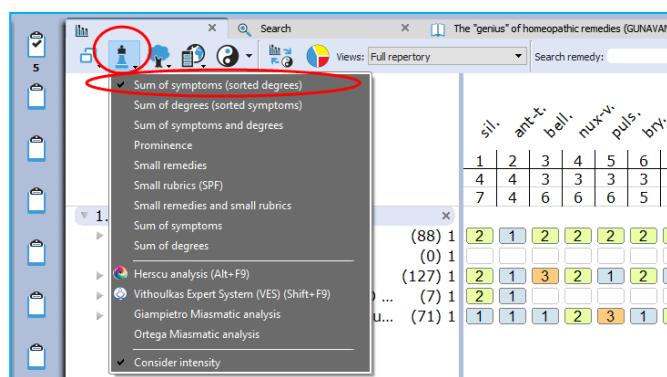 Search
The "genius" of homeopathic remedies (GUNAVAN
5
Views: Full repertory
Search remedy:
Sum of symptoms (sorted degrees)
Sum of degrees (sorted symptoms)
Sum of symptoms and degrees
Prominence
Small remedies
Small rubrics (SPF)
Small remedies and small rubrics
Sum of symptoms
Sum of degrees
Herscu analysis (Alt+F9)
Vithoulkas Expert System (VES) (Shift+F9)
Giampietro Miasmatic analysis
Ortega Miasmatic analysis
Consider intensity
sil. ant-t. bell. nux-v. puls. bry.
1 2 3 4 5 6
4 4 3 3 3 3
7 4 6 6 6 5
1.
(88) 1 2 1 2 2 2 2
(0) 1
(127) 1 2 1 3 2 1 2
... (7) 1 2 1
u... (71) 1 1 1 1 2 3 1